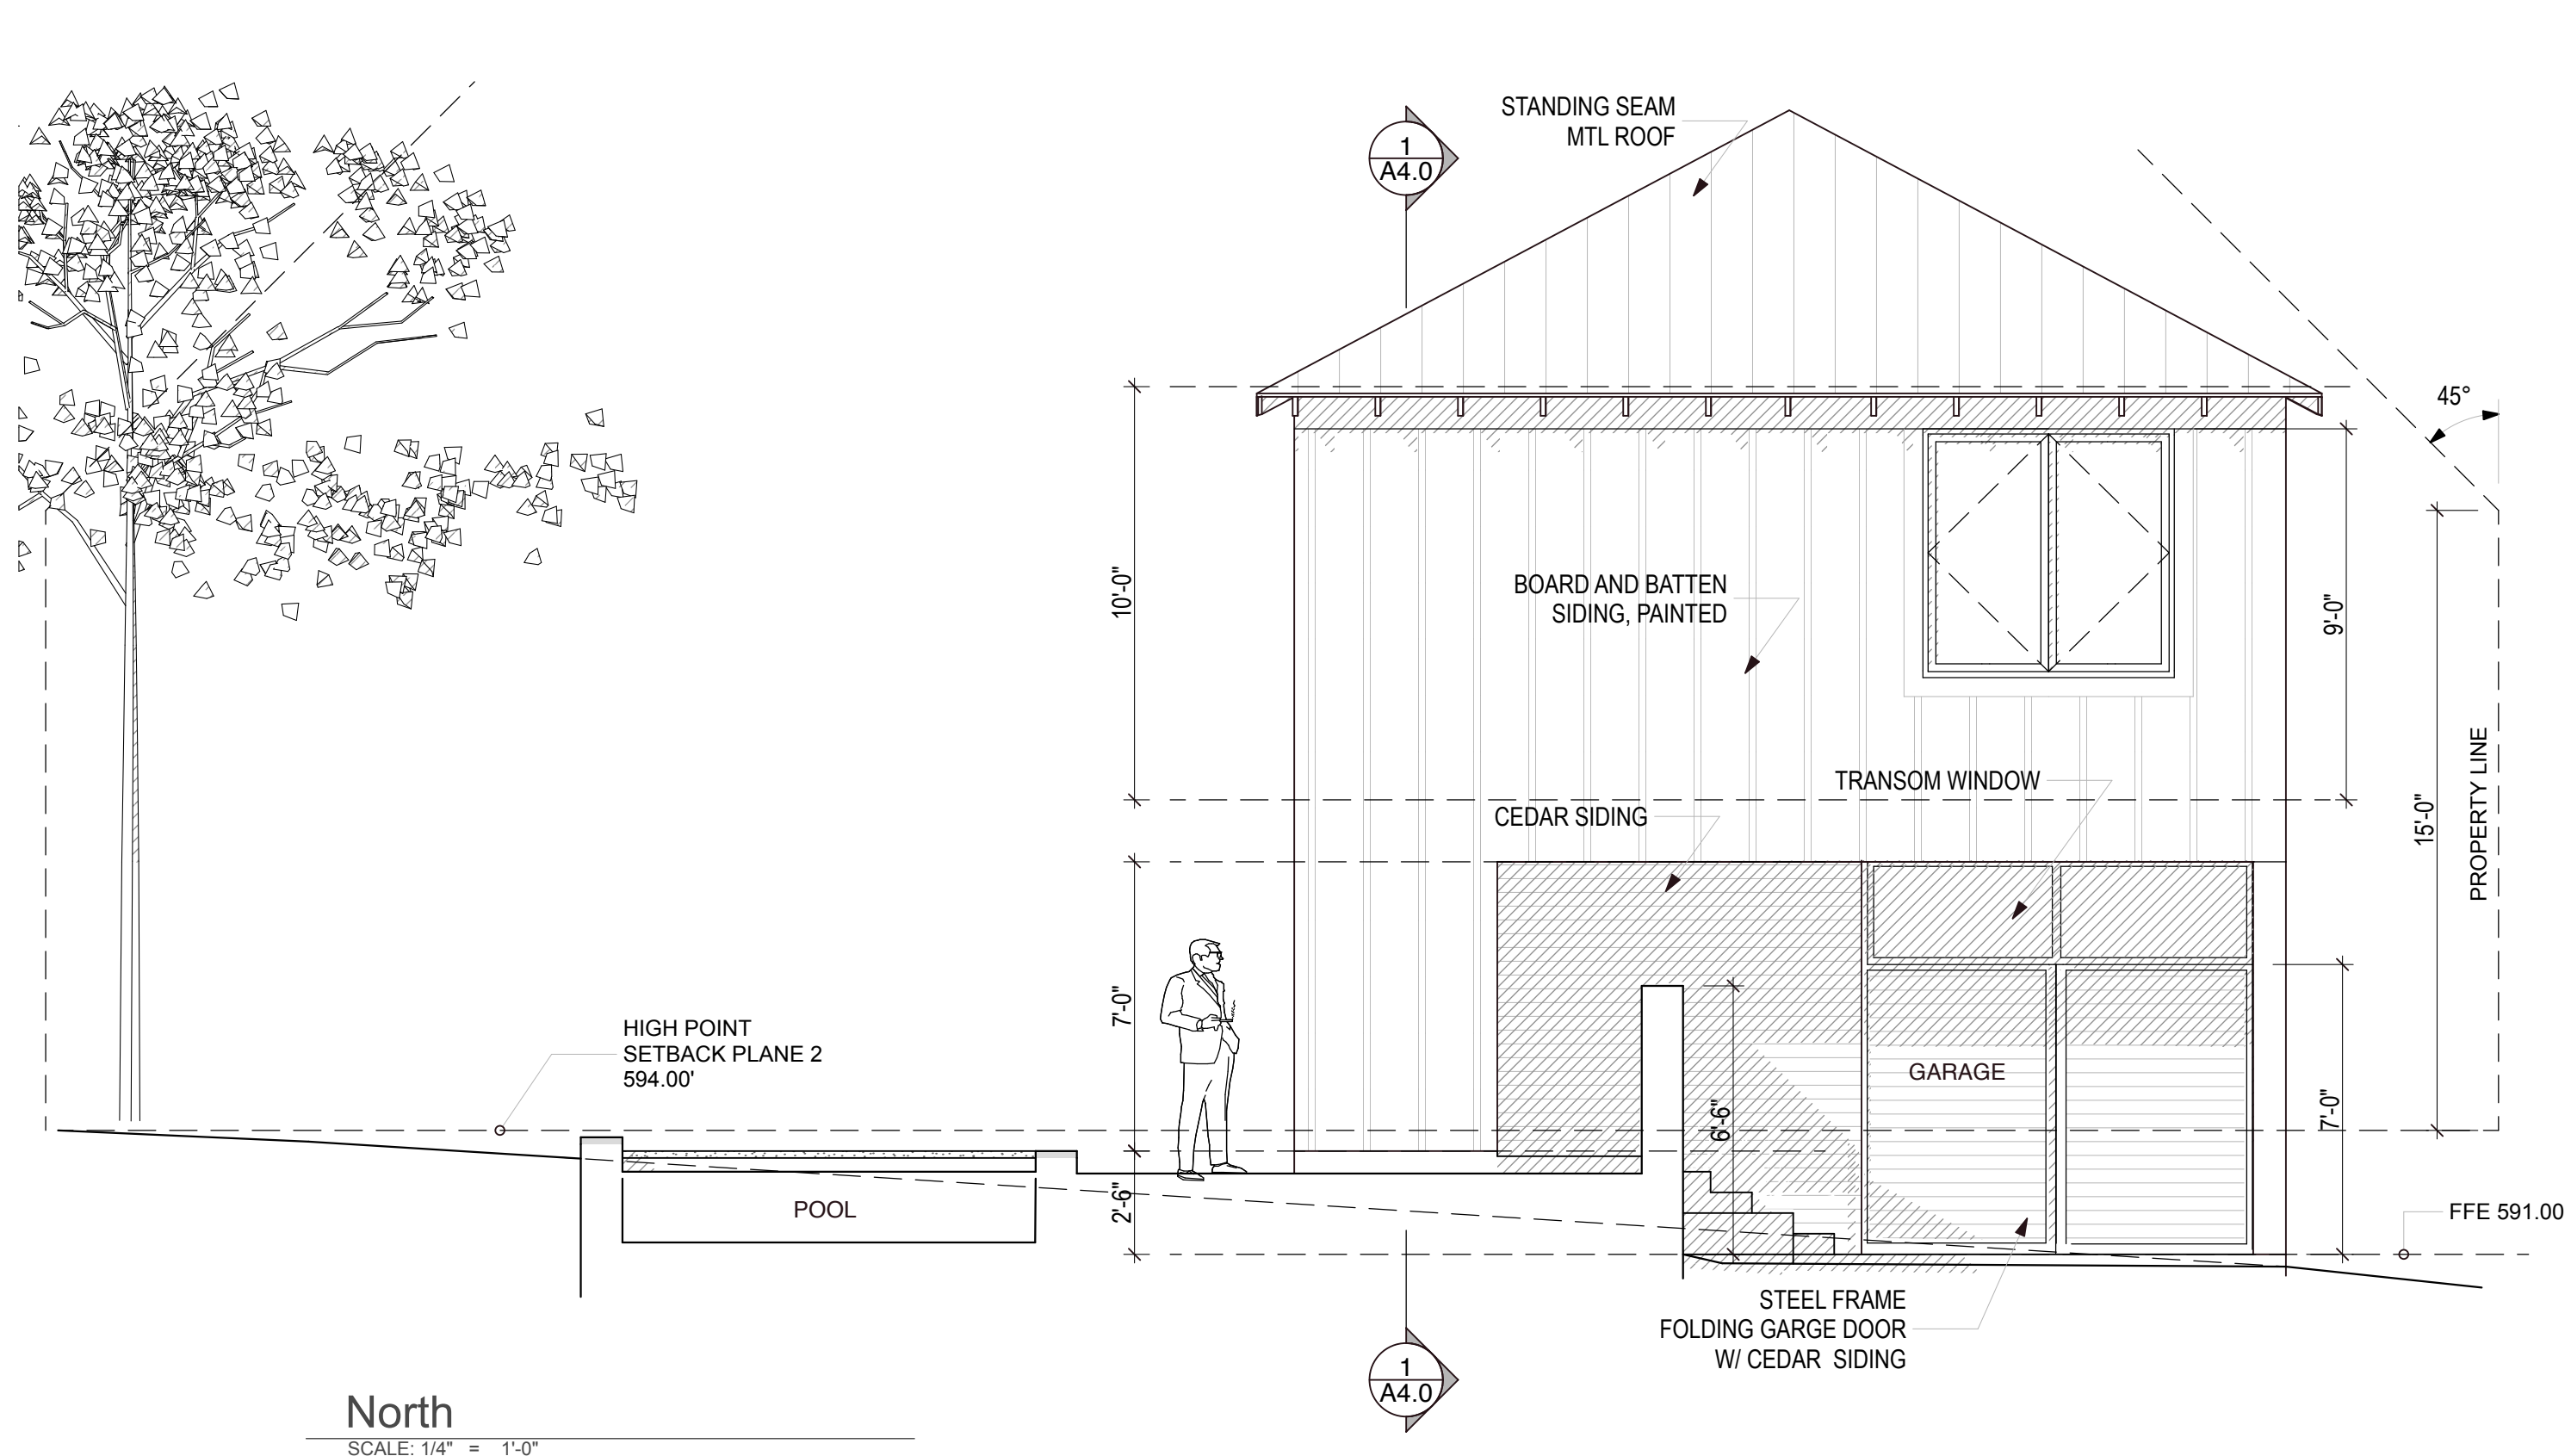 STANDING SEAM
MTL ROOF
1
A4.0
45°
10'-0"
BOARD AND BATTEN
SIDING, PAINTED
9'-0"
TRANSOM WINDOW
CEDAR SIDING
15'-0"
PROPERTY LINE
7'-0"
HIGH POINT
SETBACK PLANE 2
594.00'
GARAGE
6'-6"
7'-0"
2'-6"
POOL
FFE 591.00
STEEL FRAME
FOLDING GARGE DOOR
W/ CEDAR SIDING
1
A4.0
North
SCALE: 1/4" = 1'-0"